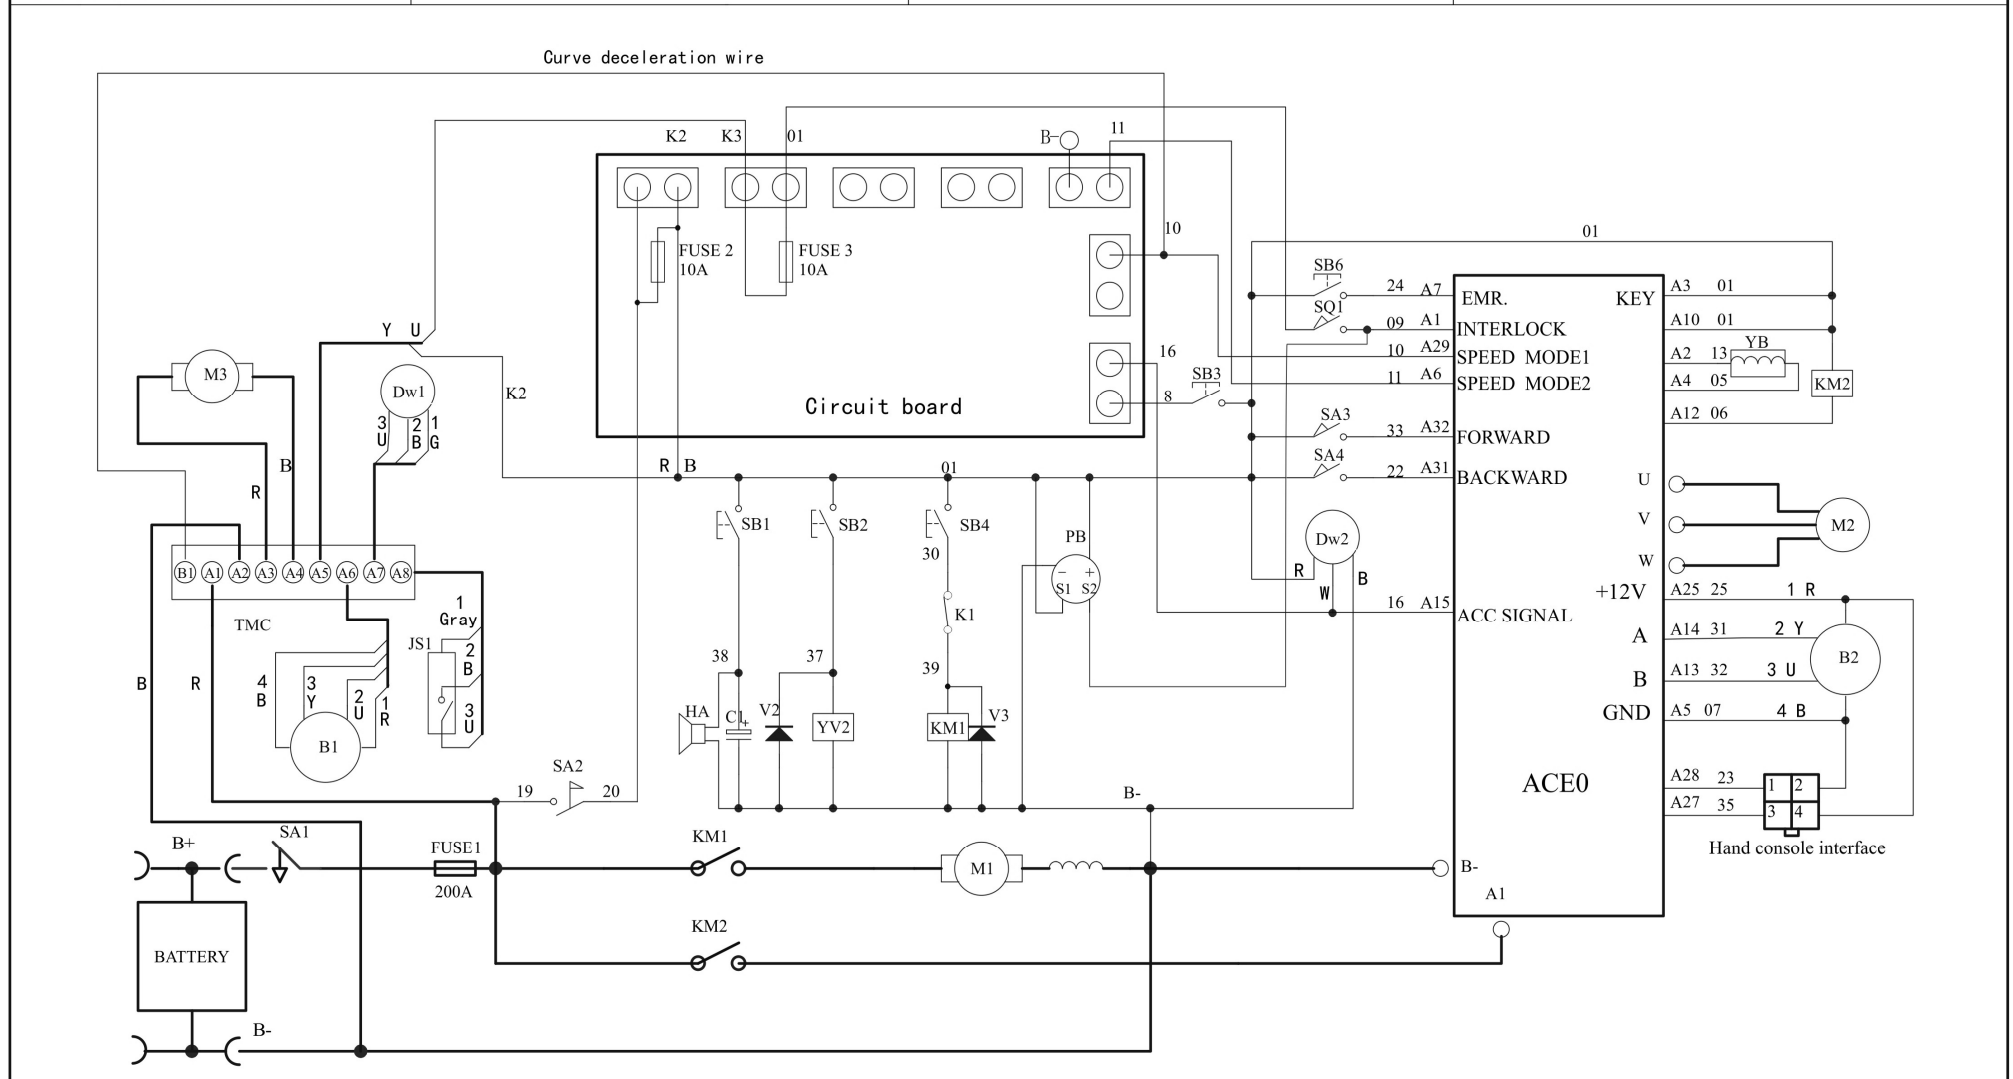 Curve deceleration wire
K2 K3 01 B- 11
FUSE 2
10A
FUSE 3
10A
10
16
8
SB3
Circuit board
Y U
K2
M3
Dw1
3 2 1
U B G
B
R
R B
01
B1 A1 A2 A3 A4 A5 A6 A7 A8
TMC
B
R
4
B
3
Y
2
U
1
R
B1
JS1
1
Gray
2
B
3
U
SB1
SB2
SB4
30
K1
38
37
39
HA
C1
+
V2
YV2
KM1
V3
PB
- +
S1 S2
Dw2
R
W
B
SA2
19 20
B-
B+
SA1
FUSE1
200A
KM1
M1
KM2
BATTERY
B-
01
SB6
24 A7 EMR.
SQ1
09 A1 INTERLOCK
10 A29 SPEED MODE1
11 A6 SPEED MODE2
SA3
33 A32 FORWARD
SA4
22 A31 BACKWARD
16 A15 ACC SIGNAL
KEY A3 01
A10 01
YB
A2 13
A4 05
KM2
A12 06
U
V
W
M2
+12V A25 25 1 R
A A14 31 2 Y
B A13 32 3 U
B2
GND A5 07 4 B
ACE0
A28 23
A27 35
1 2
3 4
Hand console interface
B-
A1